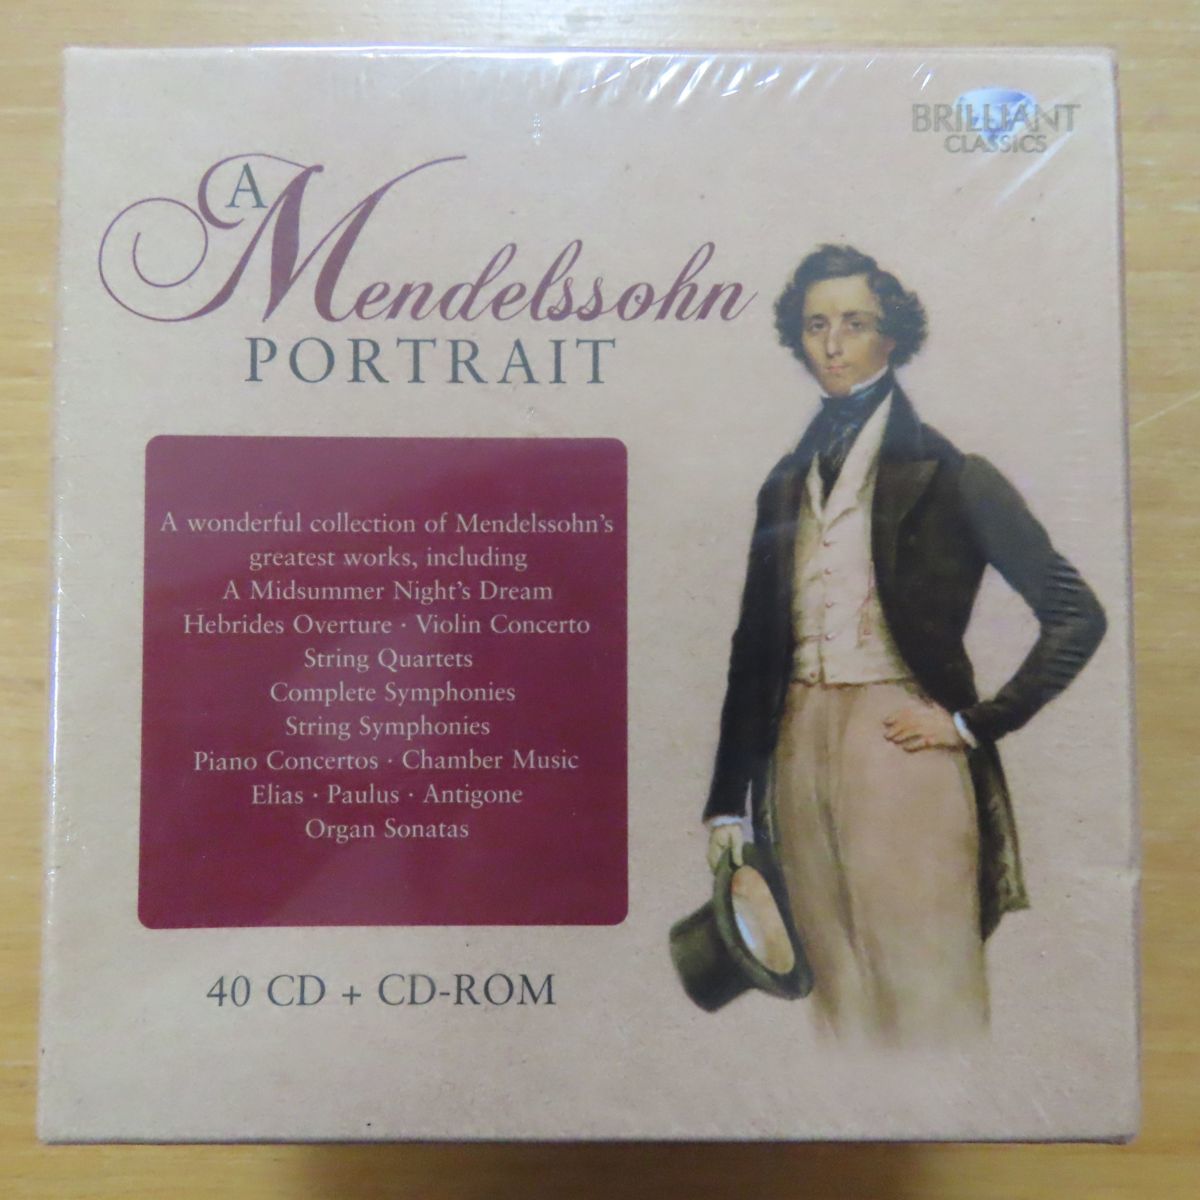 BRILLIANT
CLASSICS
A
Mendelssohn
PORTRAIT
A wonderful collection of Mendelssohn's
greatest works, including
A Midsummer Night's Dream
Hebrides Overture · Violin Concerto
String Quartets
Complete Symphonies
String Symphonies
Piano Concertos · Chamber Music
Elias · Paulus · Antigone
Organ Sonatas
40 CD + CD-ROM